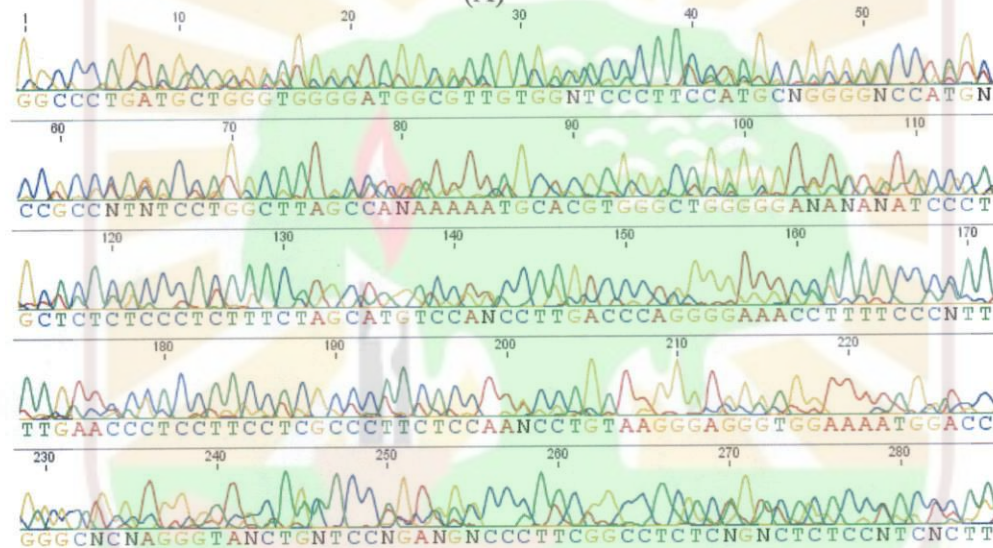 (A)
1 10 20 30 40 50
GGCCCTGATGCTGGGTGGGGATGGCGTTGTGGNTCCCTTCCATGCNGGGGNCCATGN
60 70 80 90 100 110
CCGCCNTNTCCTGGCTTAGCCANAAAAATGCACGTGGGCTGGGGGANANANATCCCT
120 130 140 150 160 170
GCTCTCTCCCTCTTTCTAGCATGTCCANCCTTGACCCAGGGGAAACCTTTTCCCNTT
180 190 200 210 220
TTGAACCCTCCTTCCTCGCCCTTCTCCAANCCTGTAAGGGAGGGTGGAAAATGGACC
230 240 250 260 270 280
GGGCNCNAGGGTANCTGNTCCNGANGNCCCTTCGGCCTCTCNGNCTCTCCNTCNCTT